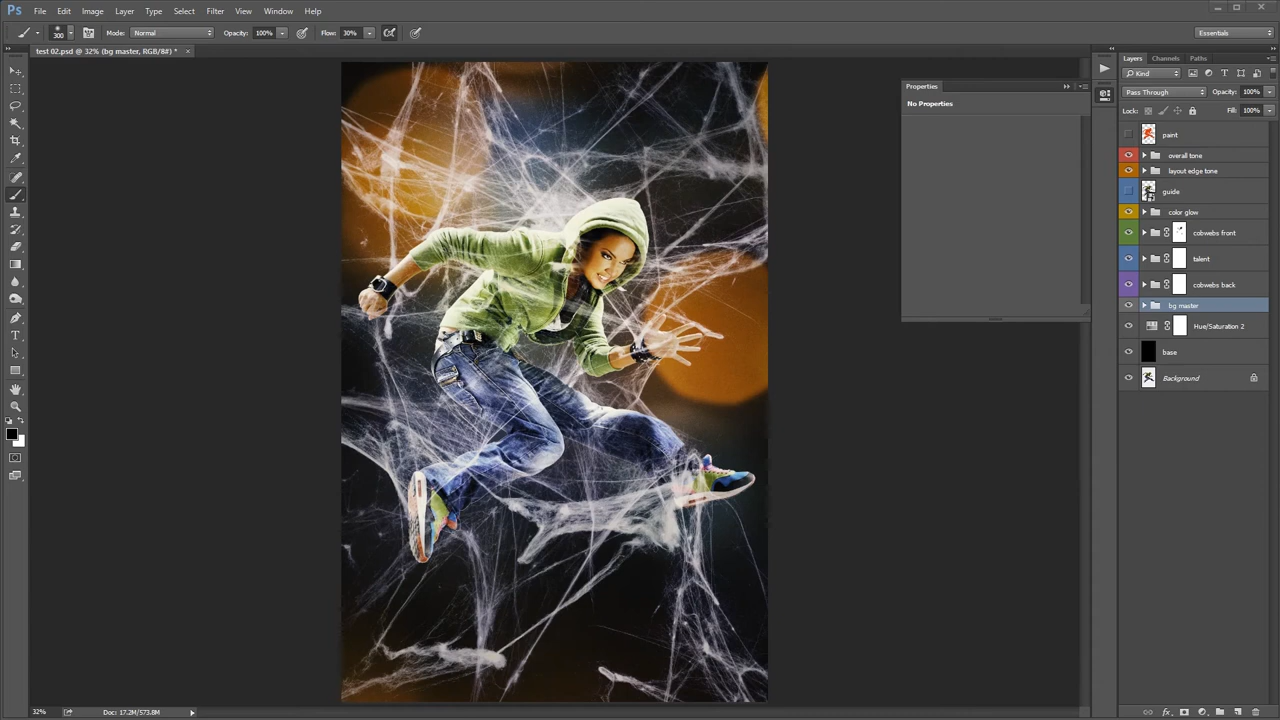 Ps File Edit Image Layer Type Select Filter View Window Help
300 Mode: Normal Opacity: 100% Flow: 30% Essentials
test 02.psd @ 32% (bg master, RGB/8#) * ×
Properties
No Properties
Layers Channels Paths
Kind
Pass Through Opacity: 100%
Lock: Fill: 100%
paint
overall tone
layout edge tone
guide
color glow
cobwebs front
talent
cobwebs back
bg master
Hue/Saturation 2
base
Background
32% Doc: 17.2M/573.8M